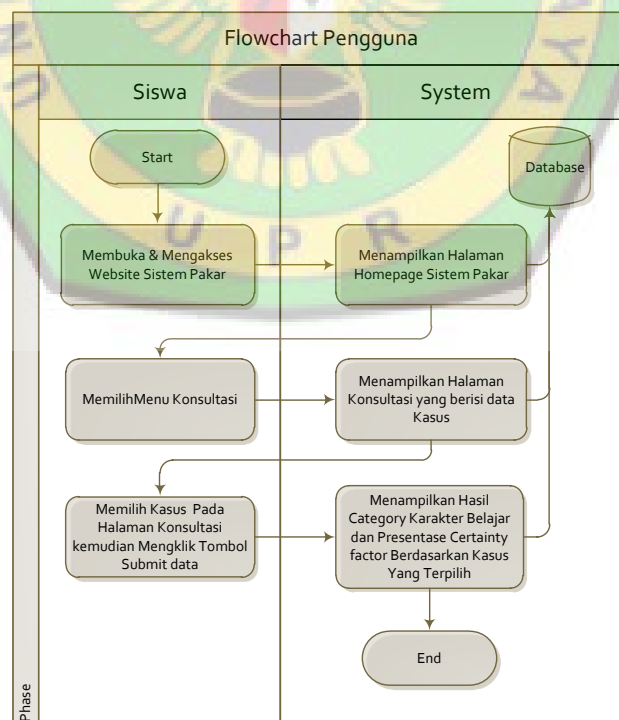 Flowchart Pengguna
Siswa
System
Start
Database
Membuka & Mengakses
Website Sistem Pakar
Menampilkan Halaman
Homepage Sistem Pakar
U P R
MemilihMenu Konsultasi
Menampilkan Halaman
Konsultasi yang berisi data
Kasus
Memilih Kasus Pada
Halaman Konsultasi
kemudian Mengklik Tombol
Submit data
Menampilkan Hasil
Category Karakter Belajar
dan Presentase Certainty
factor Berdasarkan Kasus
Yang Terpilih
End
Phase